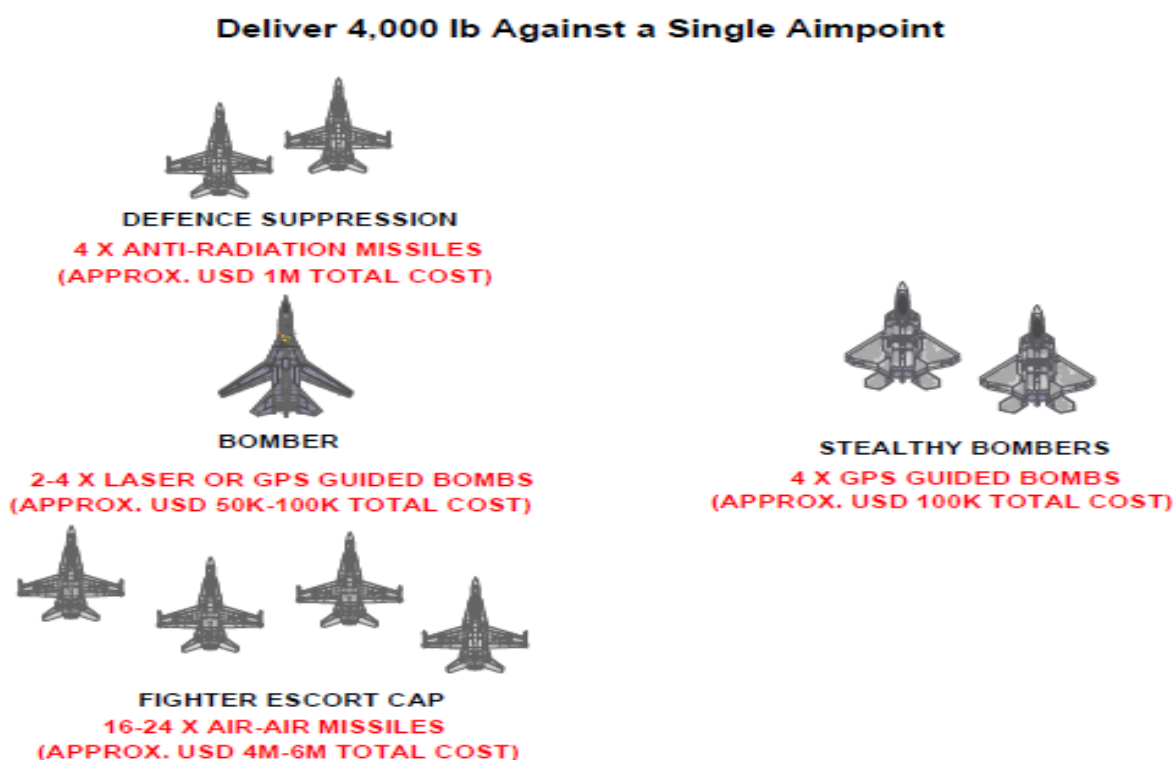 Deliver 4,000 lb Against a Single Aimpoint
DEFENCE SUPPRESSION
4 X ANTI-RADIATION MISSILES
(APPROX. USD 1M TOTAL COST)
BOMBER
2-4 X LASER OR GPS GUIDED BOMBS
(APPROX. USD 50K-100K TOTAL COST)
FIGHTER ESCORT CAP
16-24 X AIR-AIR MISSILES
(APPROX. USD 4M-6M TOTAL COST)
STEALTHY BOMBERS
4 X GPS GUIDED BOMBS
(APPROX. USD 100K TOTAL COST)